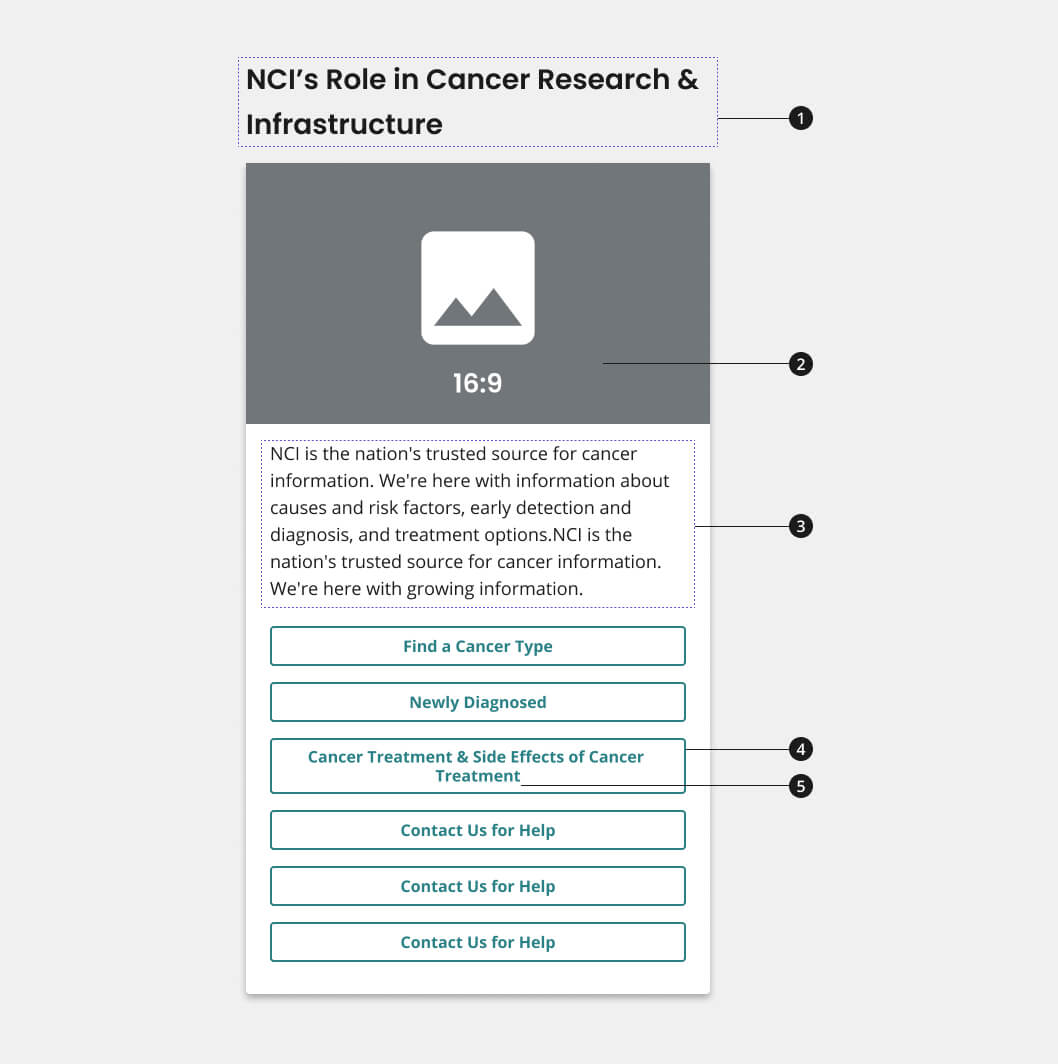 NCI’s Role in Cancer Research &
Infrastructure
1
16:9
2
NCI is the nation's trusted source for cancer
information. We're here with information about
causes and risk factors, early detection and
diagnosis, and treatment options.NCI is the
nation's trusted source for cancer information.
We're here with growing information.
3
Find a Cancer Type
Newly Diagnosed
Cancer Treatment & Side Effects of Cancer
Treatment
4
5
Contact Us for Help
Contact Us for Help
Contact Us for Help